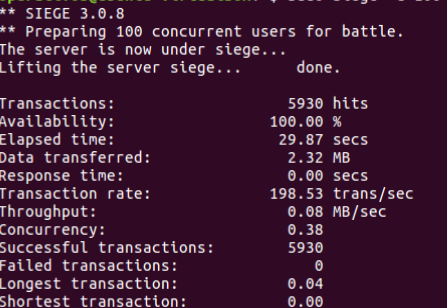 ** SIEGE 3.0.8
** Preparing 100 concurrent users for battle.
The server is now under siege...
Lifting the server siege...      done.

Transactions:                   5930 hits
Availability:                 100.00 %
Elapsed time:                  29.87 secs
Data transferred:               2.32 MB
Response time:                  0.00 secs
Transaction rate:             198.53 trans/sec
Throughput:                     0.08 MB/sec
Concurrency:                    0.38
Successful transactions:        5930
Failed transactions:               0
Longest transaction:            0.04
Shortest transaction:           0.00